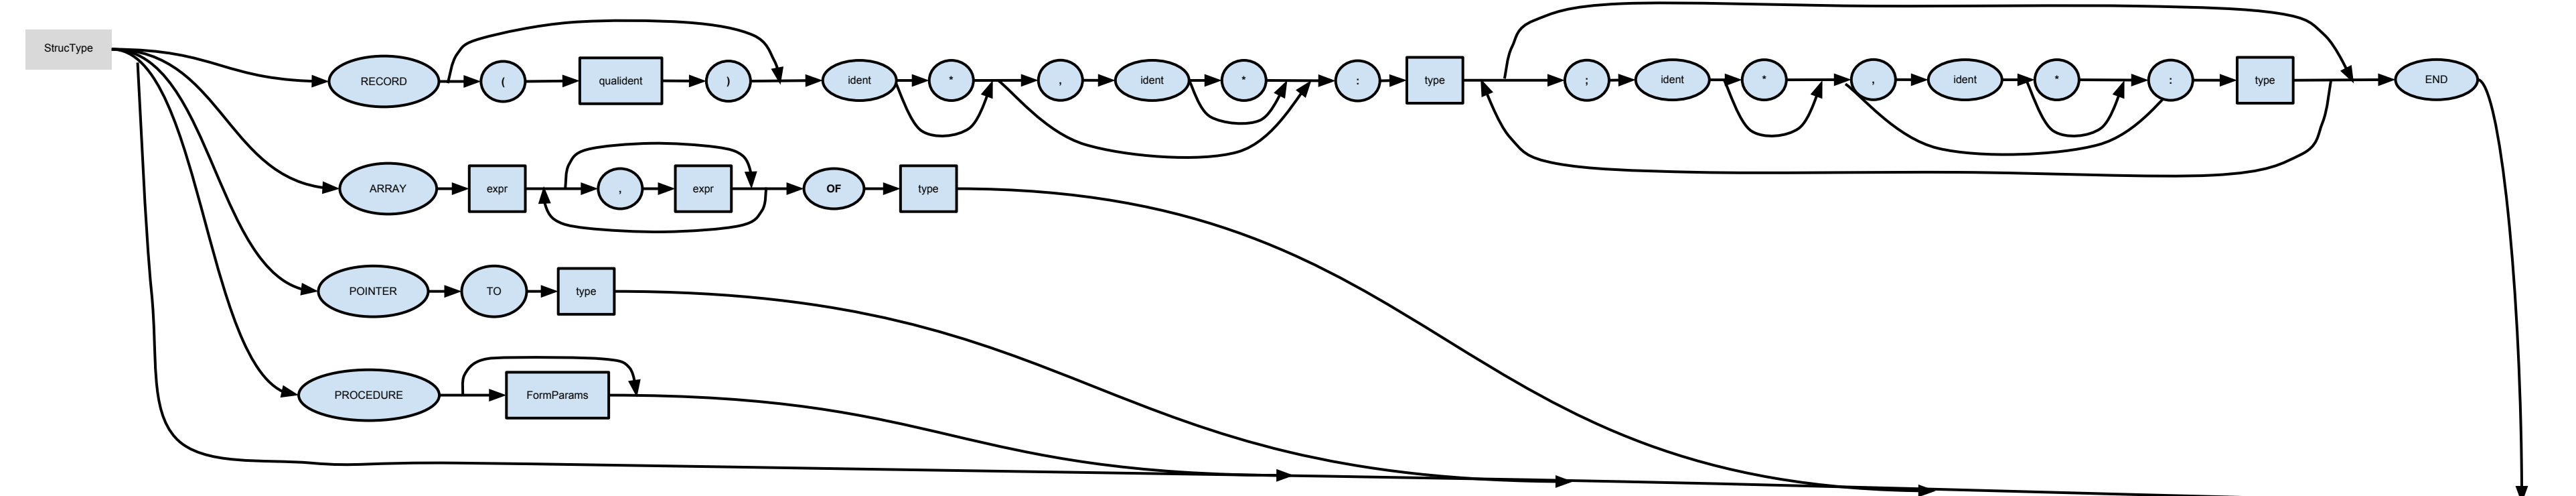 StrucType
RECORD ( qualident ) ident * , ident * : type ; ident * , ident * : type END
ARRAY expr , expr OF type
POINTER TO type
PROCEDURE FormParams